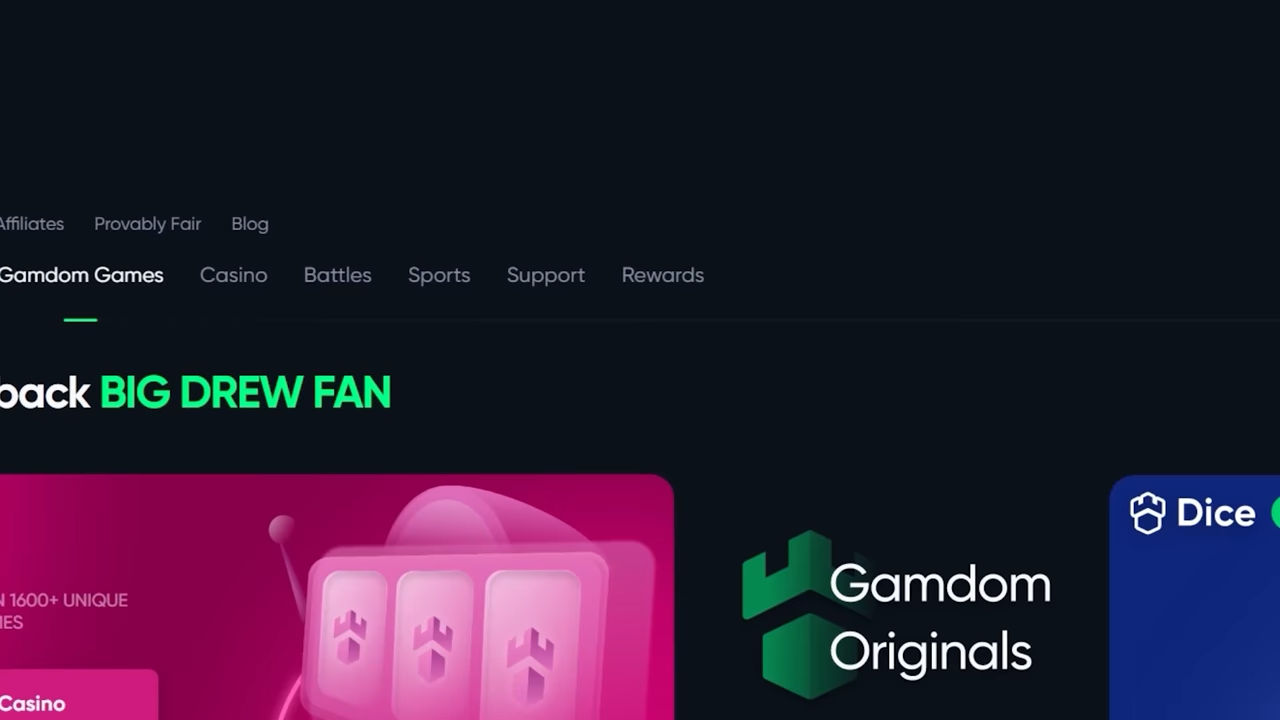 Affiliates Provably Fair Blog
Gamdom Games Casino Battles Sports Support Rewards
back BIG DREW FAN
Dice
Gamdom
Originals
N 1600+ UNIQUE
MES
Casino